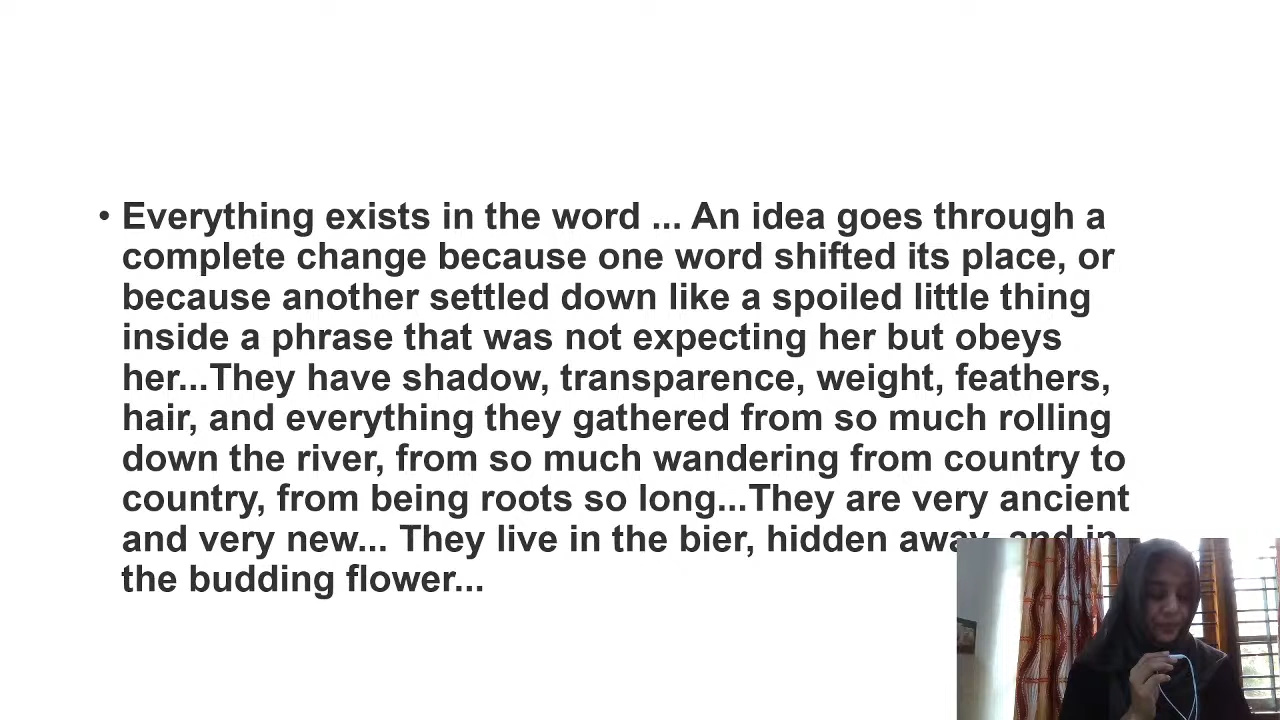 • Everything exists in the word ... An idea goes through a
complete change because one word shifted its place, or
because another settled down like a spoiled little thing
inside a phrase that was not expecting her but obeys
her...They have shadow, transparence, weight, feathers,
hair, and everything they gathered from so much rolling
down the river, from so much wandering from country to
country, from being roots so long...They are very ancient
and very new... They live in the bier, hidden away, and in
the budding flower...